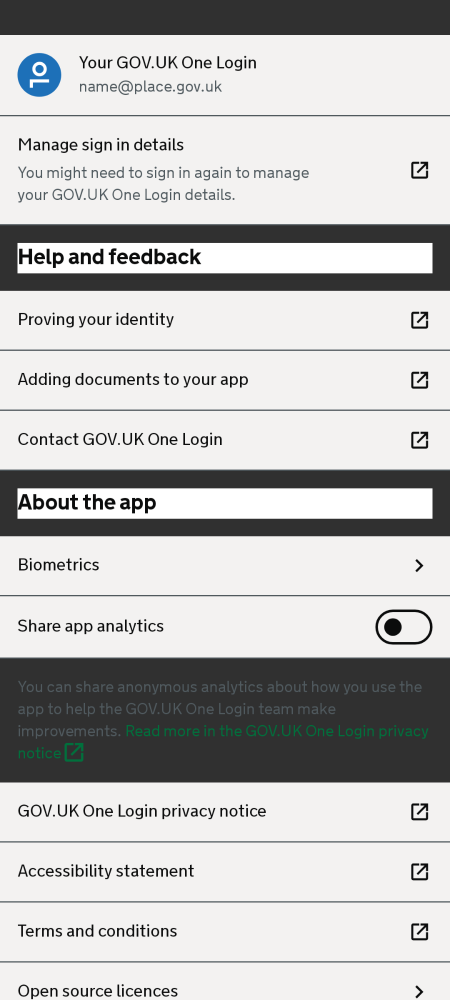 Your GOV.UK One Login
name@place.gov.uk
Manage sign in details
You might need to sign in again to manage
your GOV.UK One Login details.
Help and feedback
Proving your identity
Adding documents to your app
Contact GOV.UK One Login
About the app
Biometrics
Share app analytics
You can share anonymous analytics about how you use the
app to help the GOV.UK One Login team make
improvements. Read more in the GOV.UK One Login privacy
notice
GOV.UK One Login privacy notice
Accessibility statement
Terms and conditions
Open source licences